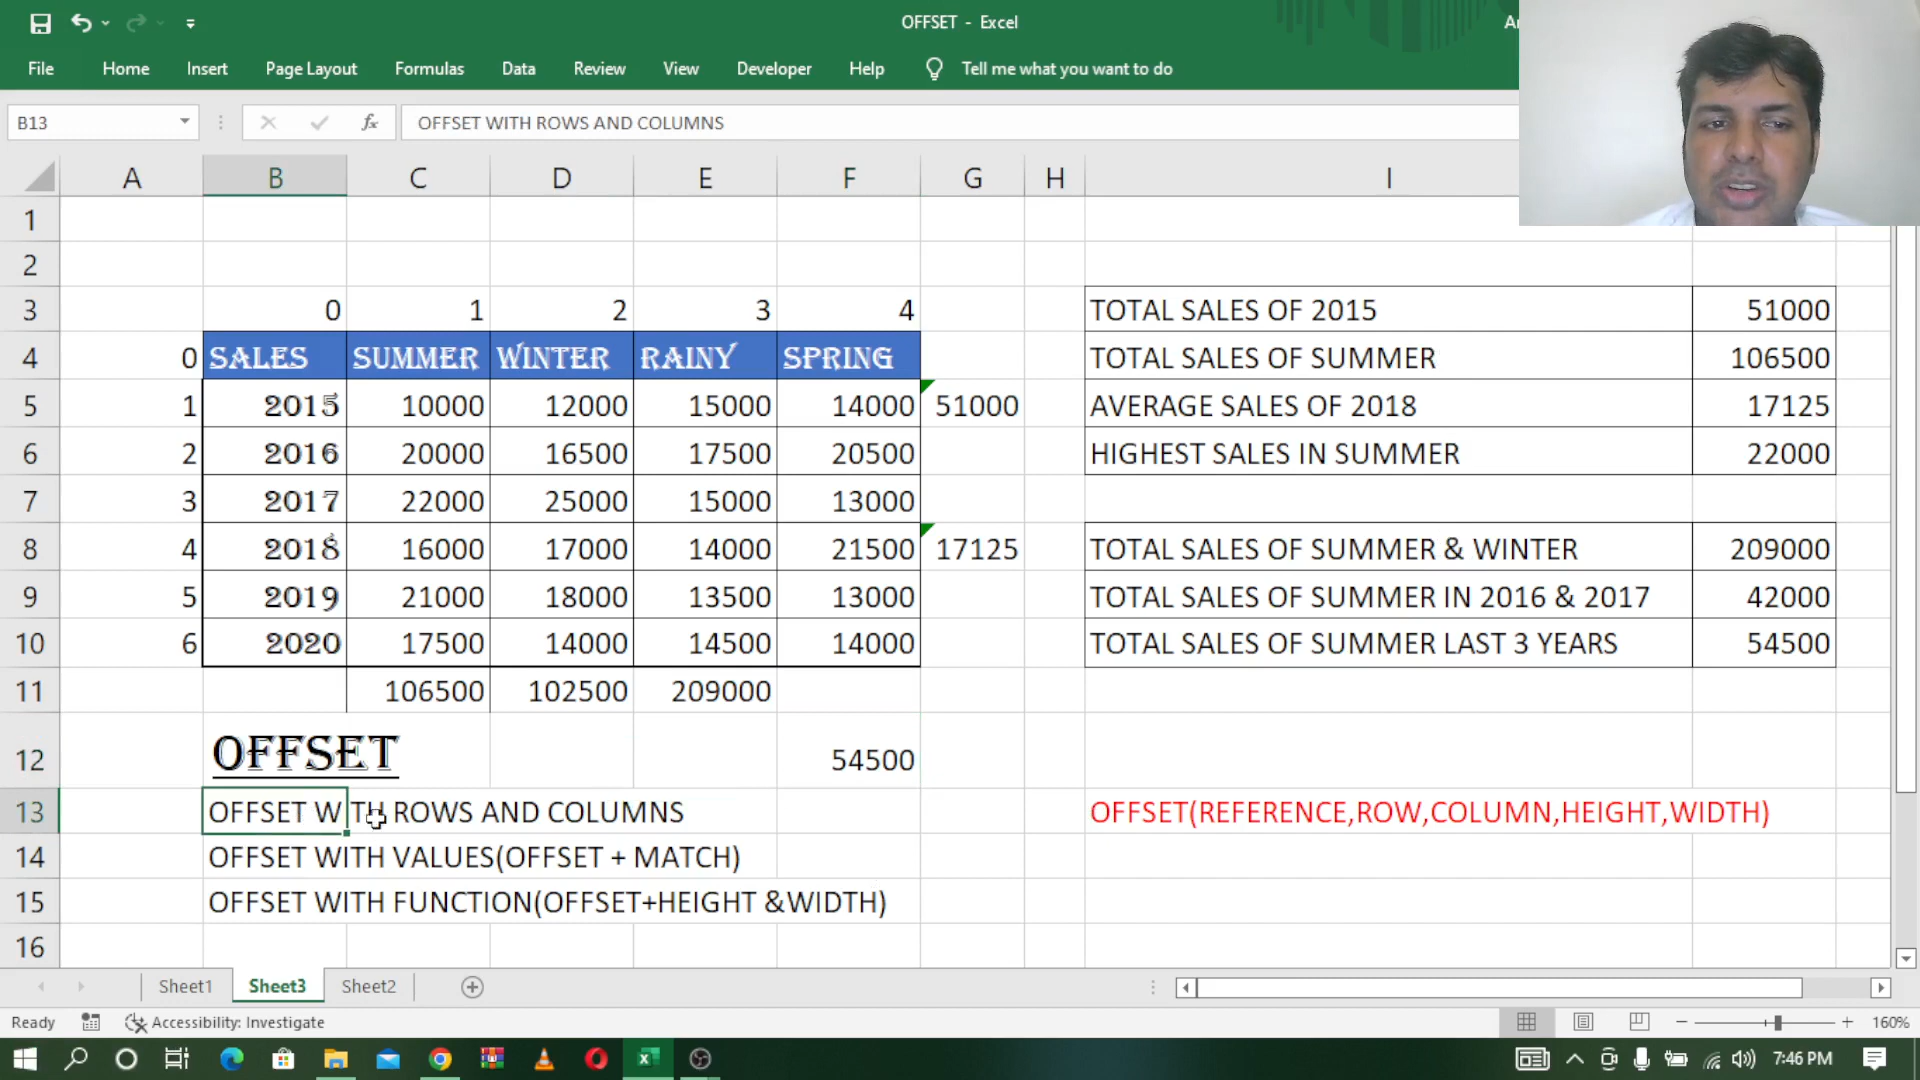 OFFSET - Excel
File Home Insert Page Layout Formulas Data Review View Developer Help Tell me what you want to do
B13 fx OFFSET WITH ROWS AND COLUMNS
A B C D E F G H I
1
2
3 0 1 2 3 4 TOTAL SALES OF 2015 51000
4 0 SALES SUMMER WINTER RAINY SPRING TOTAL SALES OF SUMMER 106500
5 1 2015 10000 12000 15000 14000 51000 AVERAGE SALES OF 2018 17125
6 2 2016 20000 16500 17500 20500 HIGHEST SALES IN SUMMER 22000
7 3 2017 22000 25000 15000 13000
8 4 2018 16000 17000 14000 21500 17125 TOTAL SALES OF SUMMER & WINTER 209000
9 5 2019 21000 18000 13500 13000 TOTAL SALES OF SUMMER IN 2016 & 2017 42000
10 6 2020 17500 14000 14500 14000 TOTAL SALES OF SUMMER LAST 3 YEARS 54500
11 106500 102500 209000
12 OFFSET 54500
13 OFFSET WITH ROWS AND COLUMNS OFFSET(REFERENCE,ROW,COLUMN,HEIGHT,WIDTH)
14 OFFSET WITH VALUES(OFFSET + MATCH)
15 OFFSET WITH FUNCTION(OFFSET+HEIGHT &WIDTH)
16
Sheet1 Sheet3 Sheet2
Ready Accessibility: Investigate 160%
7:46 PM